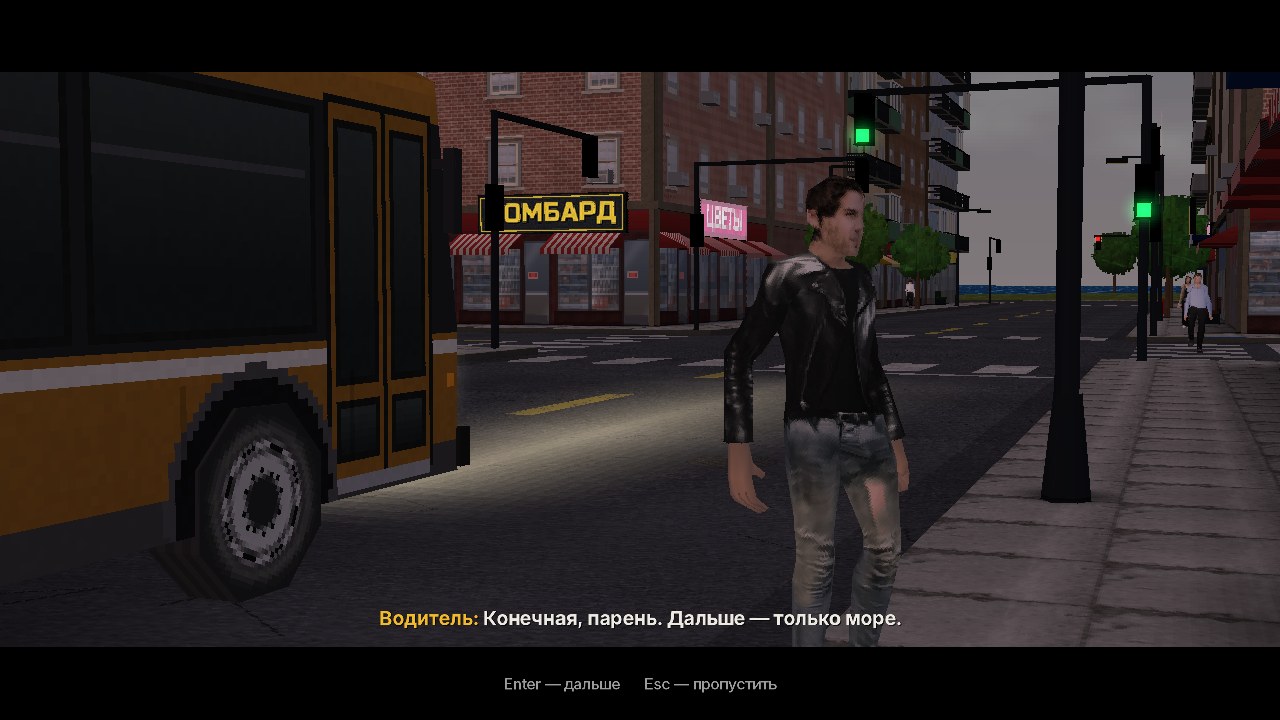 ЛОМБАРД
ЦВЕТЫ
Водитель: Конечная, парень. Дальше — только море.
Enter — дальше Esc — пропустить